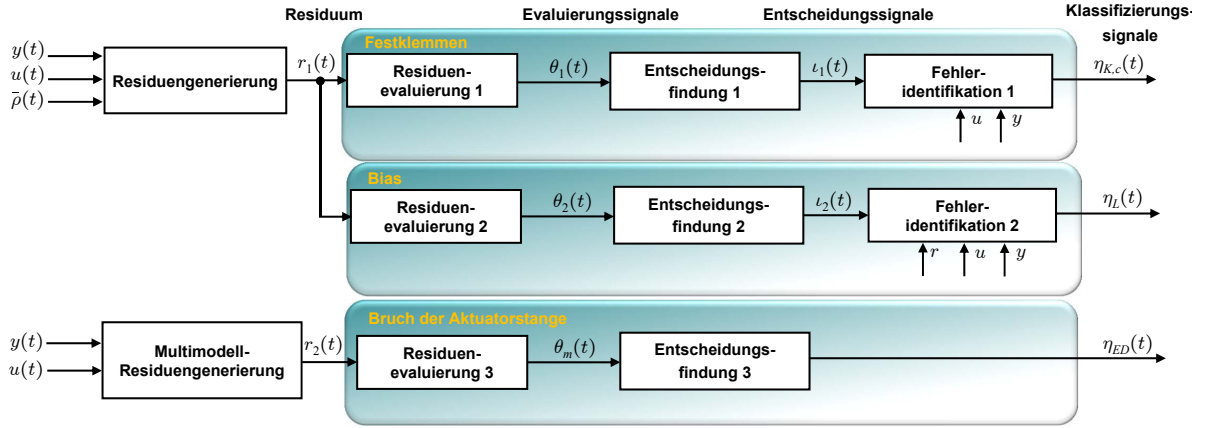 Residuum
Evaluierungssignale
Entscheidungssignale
Klassifizierungs-
signale
y(t)
u(t)
ρ̄(t)
Residuengenerierung
r₁(t)
Festklemmen
Residuen-
evaluierung 1
θ₁(t)
Entscheidungs-
findung 1
ι₁(t)
Fehler-
identifikation 1
u
y
η_{K,c}(t)
Bias
Residuen-
evaluierung 2
θ₂(t)
Entscheidungs-
findung 2
ι₂(t)
Fehler-
identifikation 2
r
u
y
η_L(t)
y(t)
u(t)
Multimodell-
Residuengenerierung
r₂(t)
Bruch der Aktuatorstange
Residuen-
evaluierung 3
θ_m(t)
Entscheidungs-
findung 3
η_{ED}(t)